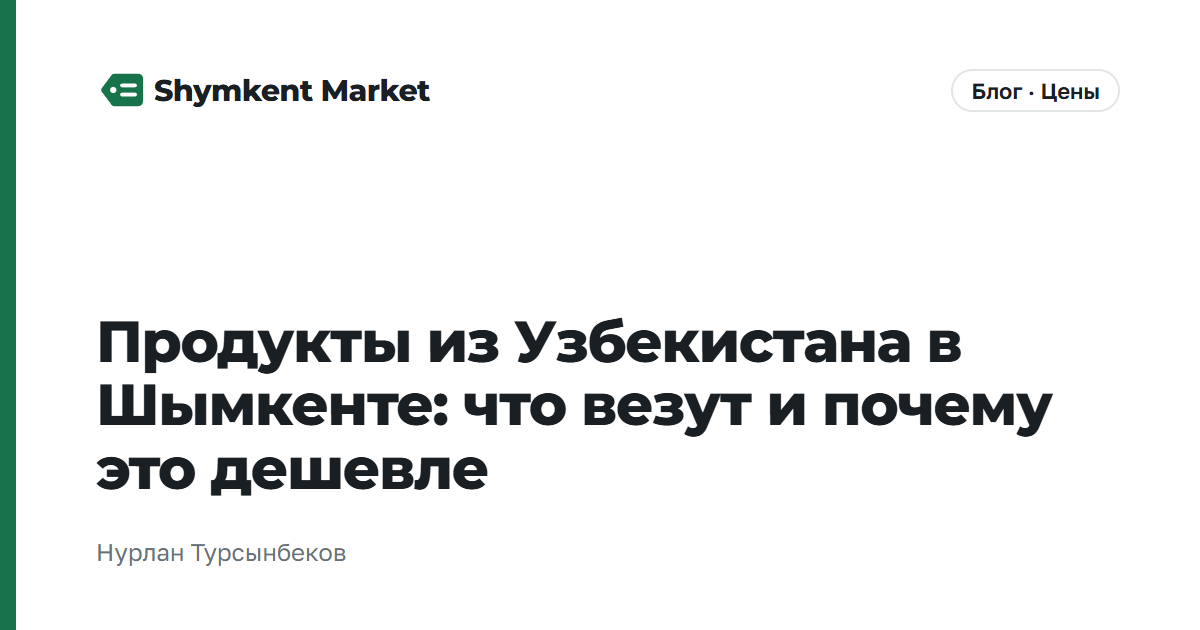 Shymkent Market
Блог · Цены
Продукты из Узбекистана в
Шымкенте: что везут и почему
это дешевле
Нурлан Турсынбеков